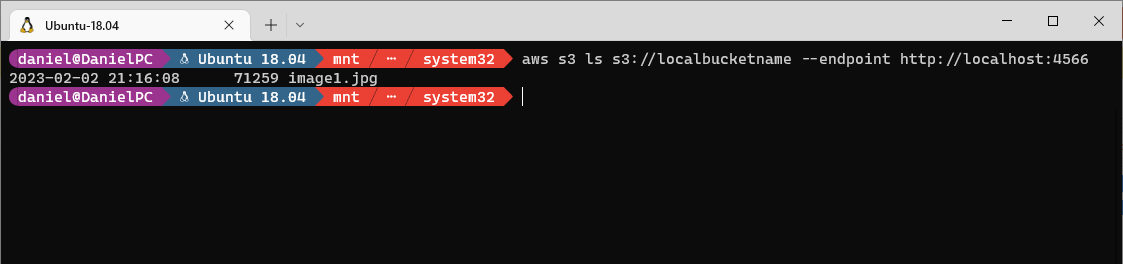 Ubuntu-18.04
daniel@DanielPC Ubuntu 18.04 mnt … system32 aws s3 ls s3://localbucketname --endpoint http://localhost:4566
2023-02-02 21:16:08      71259 image1.jpg
daniel@DanielPC Ubuntu 18.04 mnt … system32